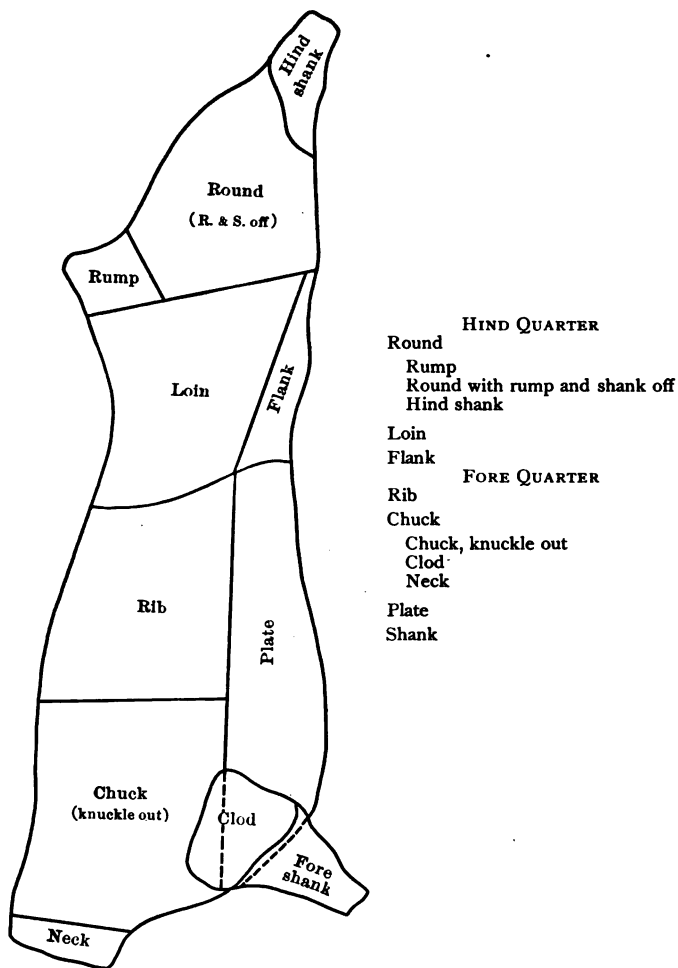 Hind
shank
Round
(R. & S. off)
Rump
Loin
Flank
Rib
Plate
Chuck
(knuckle out)
Clod
Fore
shank
Neck
HIND QUARTER
Round
Rump
Round with rump and shank off
Hind shank
Loin
Flank
FORE QUARTER
Rib
Chuck
Chuck, knuckle out
Clod
Neck
Plate
Shank